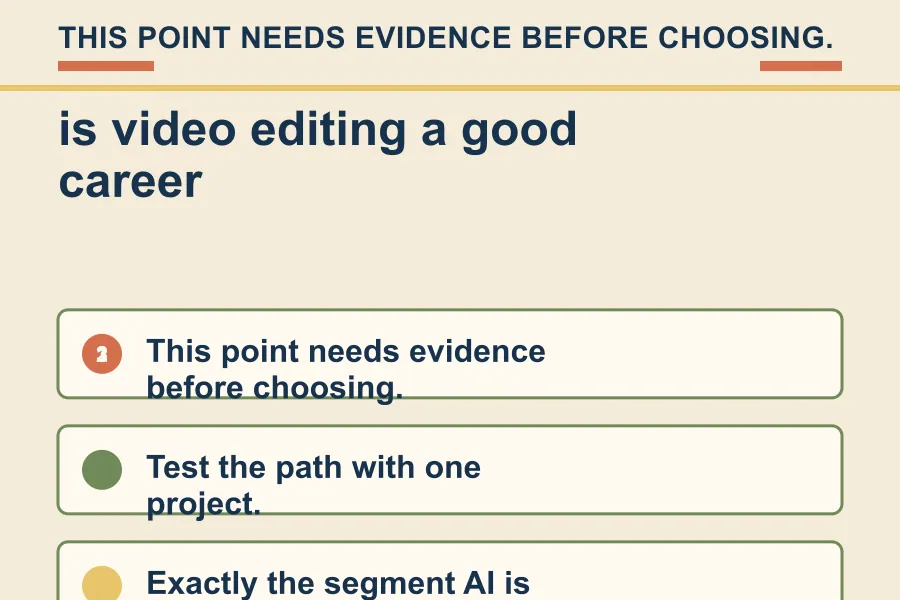 THIS POINT NEEDS EVIDENCE BEFORE CHOOSING.
is video editing a good
career
This point needs evidence
before choosing.
Test the path with one
project.
Exactly the segment AI is